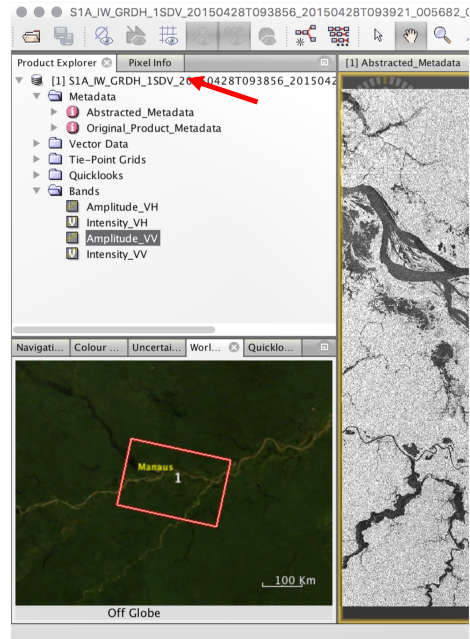 S1A_IW_GRDH_1SDV_20150428T093856_20150428T093921_005682_0
Product Explorer
Pixel Info
[1] Abstracted_Metadata
[1] S1A_IW_GRDH_1SDV_20150428T093856_2015042
Metadata
Abstracted_Metadata
Original_Product_Metadata
Vector Data
Tie-Point Grids
Quicklooks
Bands
Amplitude_VH
Intensity_VH
Amplitude_VV
Intensity_VV
Navigati... Colour ... Uncertai... Worl... Quicklo...
Manaus
1
100 Km
Off Globe